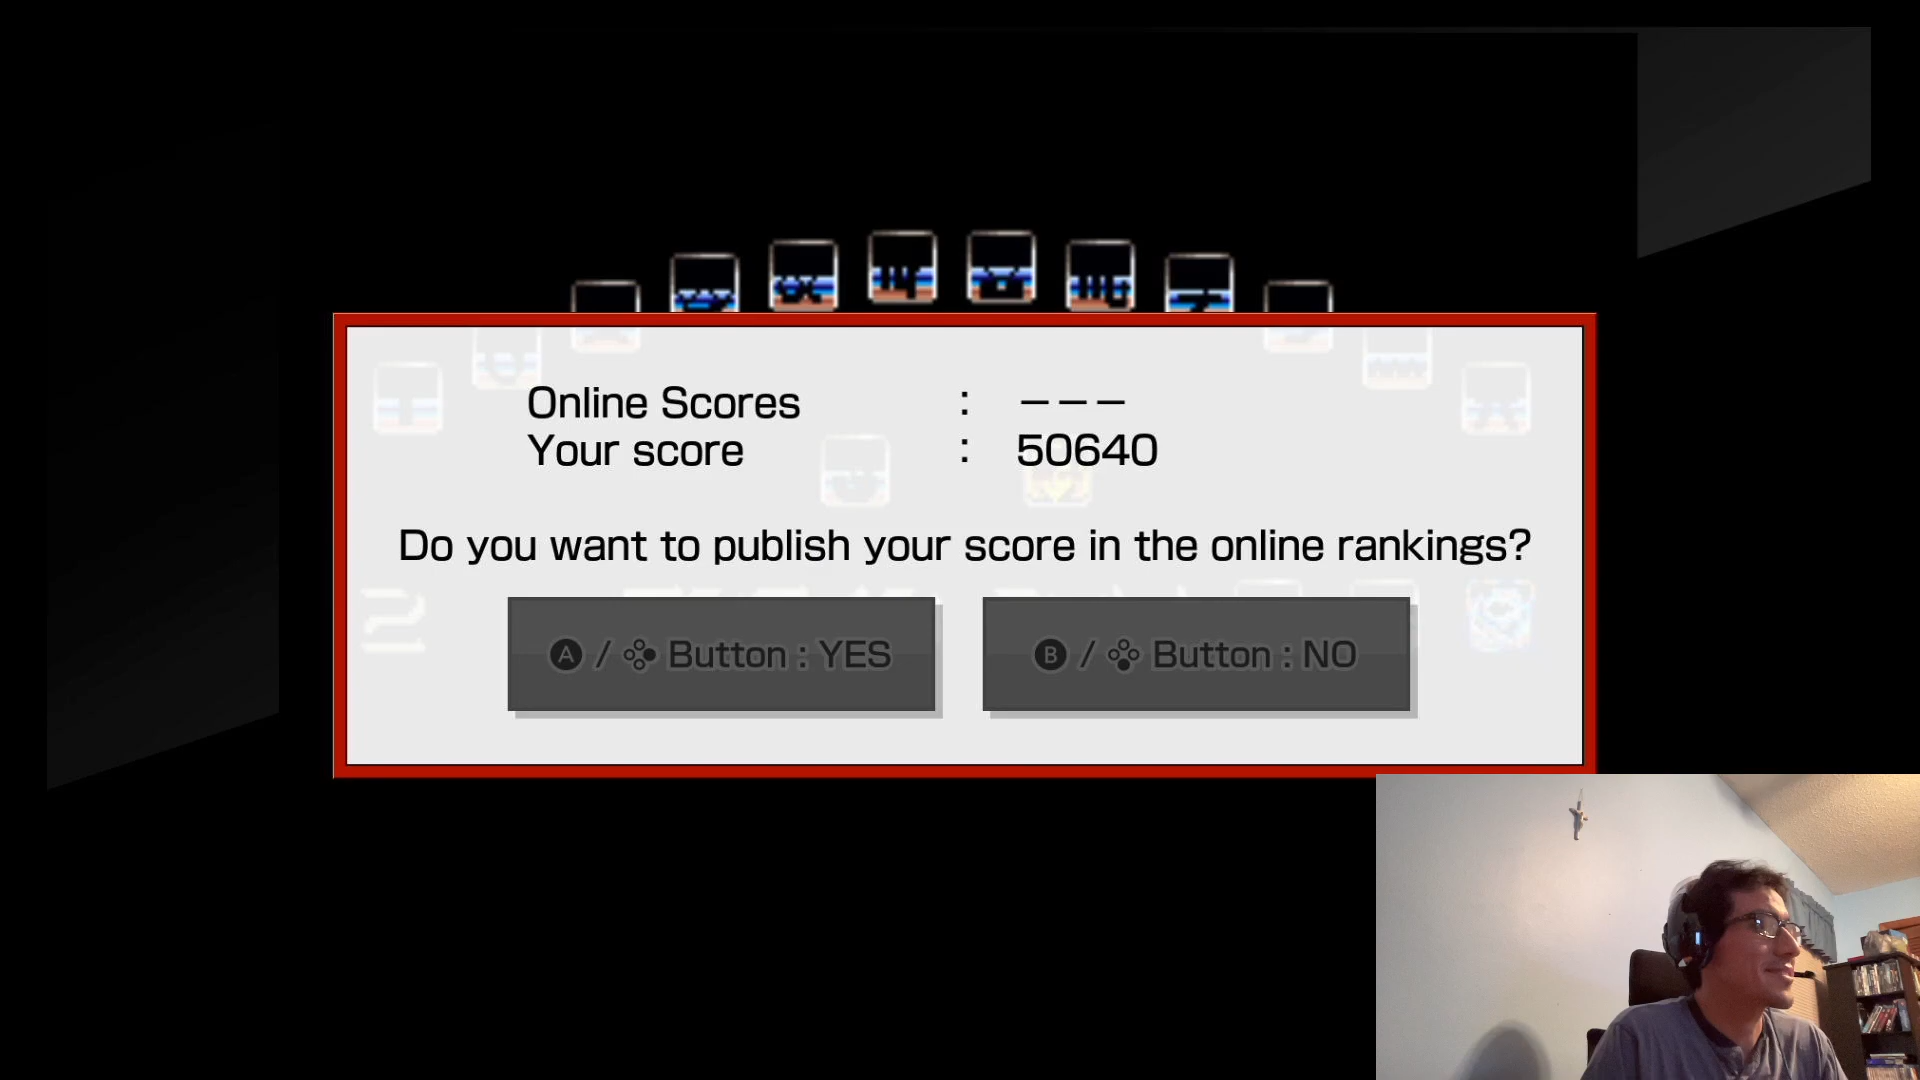 Online Scores : ---
Your score : 50640
Do you want to publish your score in the online rankings?
A / Button : YES
B / Button : NO